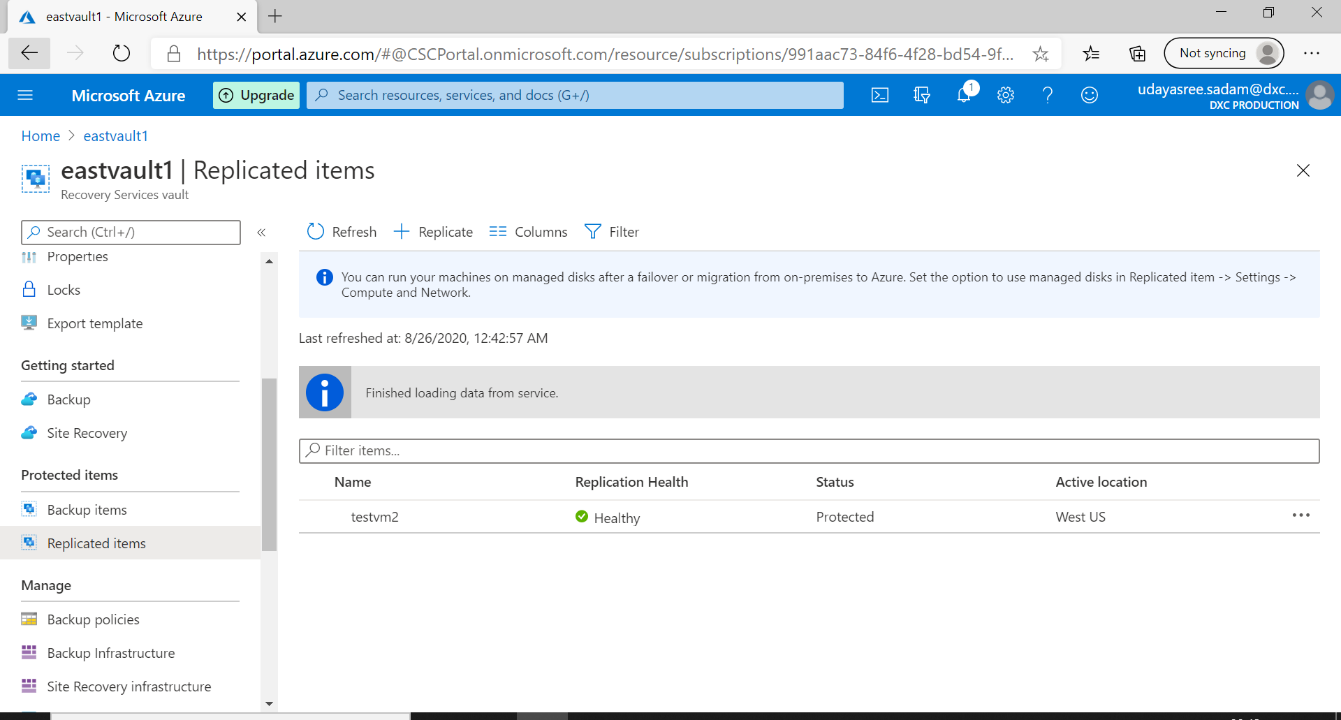 eastvault1 - Microsoft Azure
https://portal.azure.com/#@CSCPortal.onmicrosoft.com/resource/subscriptions/991aac73-84f6-4f28-bd54-9f...
Not syncing
Microsoft Azure
Upgrade
Search resources, services, and docs (G+/)
1
udayasree.sadam@dxc....
DXC PRODUCTION
Home > eastvault1
eastvault1 | Replicated items
Recovery Services vault
Search (Ctrl+/)
Refresh
Replicate
Columns
Filter
Properties
Locks
Export template
Getting started
Backup
Site Recovery
Protected items
Backup items
Replicated items
Manage
Backup policies
Backup Infrastructure
Site Recovery infrastructure
You can run your machines on managed disks after a failover or migration from on-premises to Azure. Set the option to use managed disks in Replicated item -> Settings ->
Compute and Network.
Last refreshed at: 8/26/2020, 12:42:57 AM
Finished loading data from service.
Filter items...
Name Replication Health Status Active location
testvm2 Healthy Protected West US